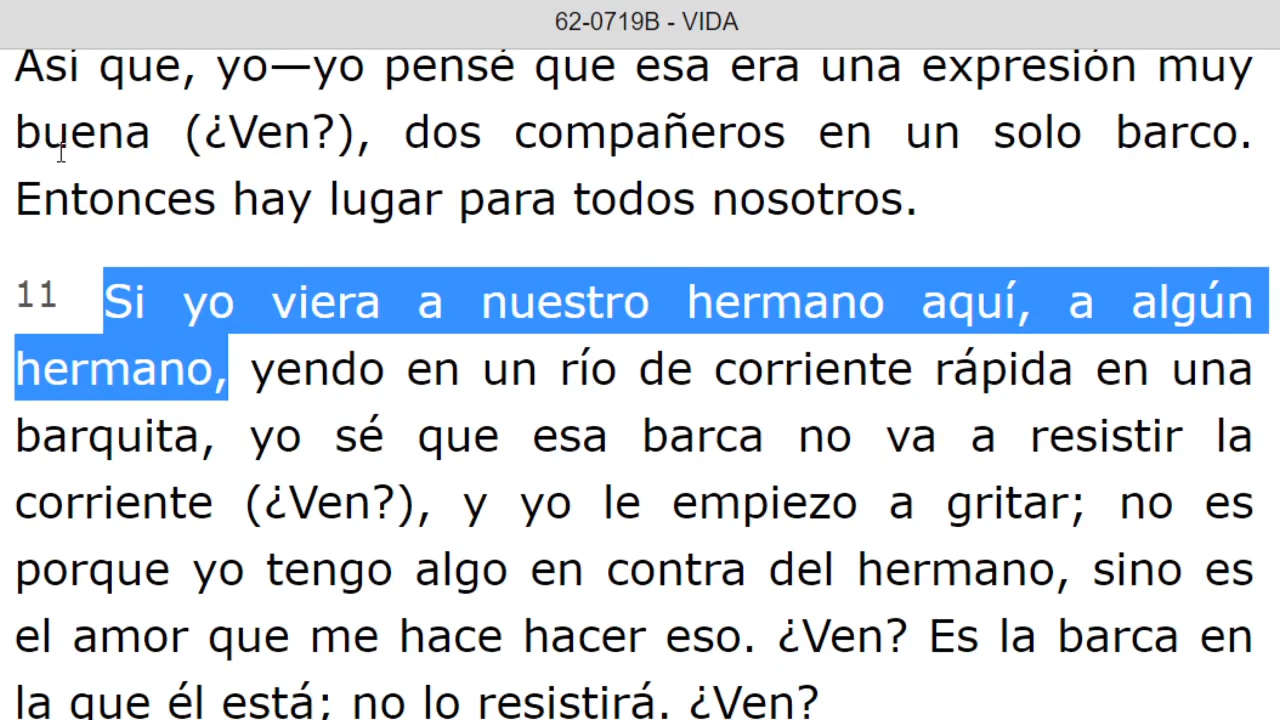 62-0719B - VIDA
Así que, yo—yo pensé que esa era una expresión muy
buena (¿Ven?), dos compañeros en un solo barco.
Entonces hay lugar para todos nosotros.
11 Si yo viera a nuestro hermano aquí, a algún
hermano, yendo en un río de corriente rápida en una
barquita, yo sé que esa barca no va a resistir la
corriente (¿Ven?), y yo le empiezo a gritar; no es
porque yo tengo algo en contra del hermano, sino es
el amor que me hace hacer eso. ¿Ven? Es la barca en
la que él está; no lo resistirá. ¿Ven?